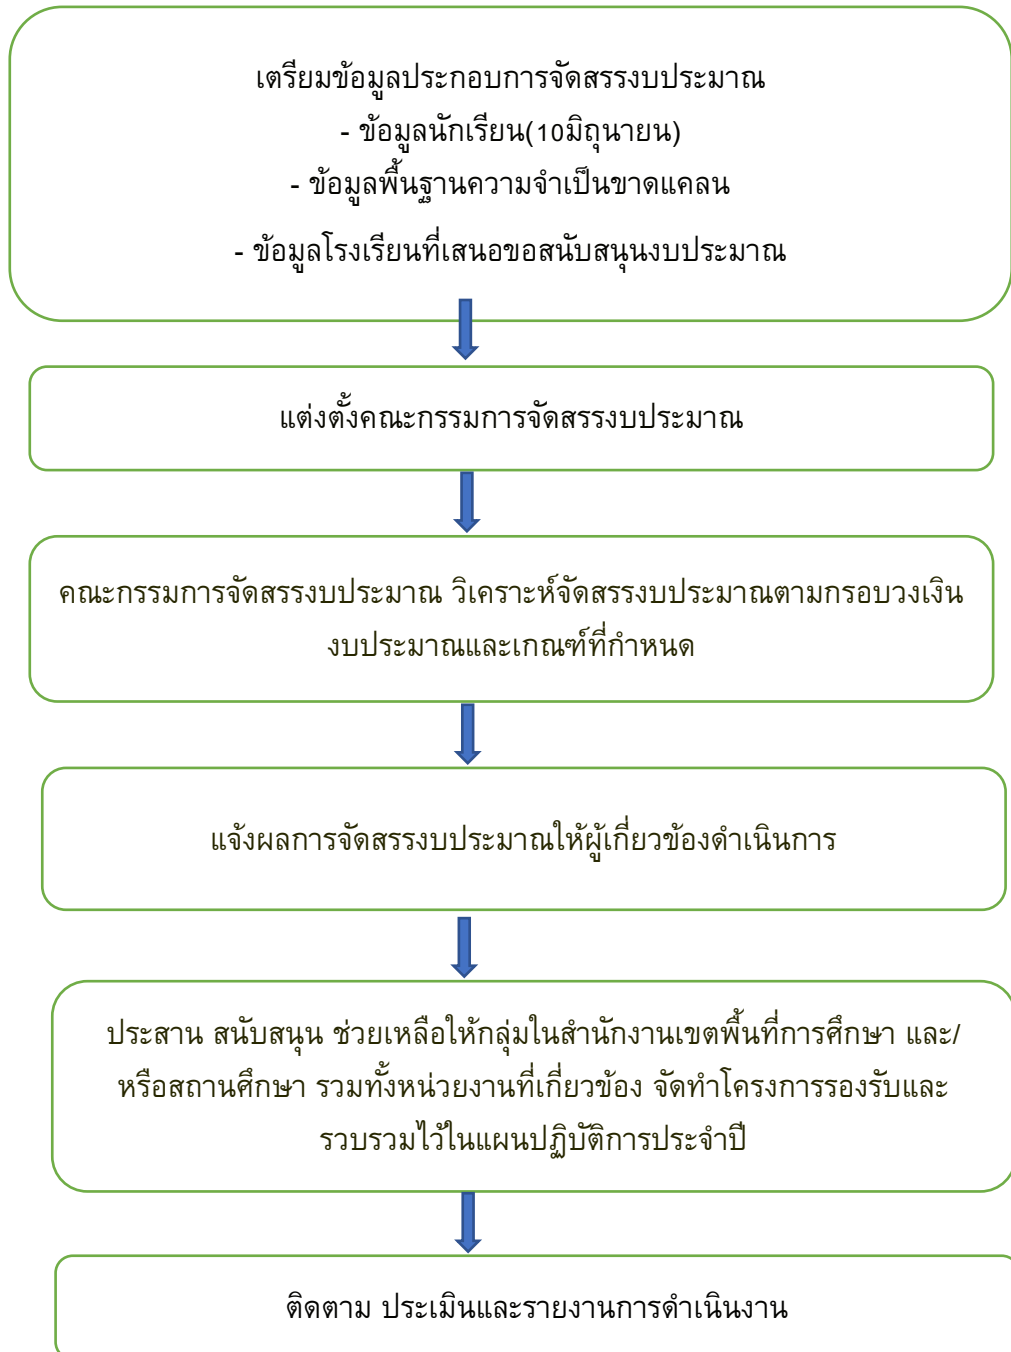 เตรียมข้อมูลประกอบการจัดสรรงบประมาณ
- ข้อมูลนักเรียน(10มิถุนายน)
- ข้อมูลพื้นฐานความจำเป็นขาดแคลน
- ข้อมูลโรงเรียนที่เสนอขอสนับสนุนงบประมาณ
แต่งตั้งคณะกรรมการจัดสรรงบประมาณ
คณะกรรมการจัดสรรงบประมาณ วิเคราะห์จัดสรรงบประมาณตามกรอบวงเงิน
งบประมาณและเกณฑ์ที่กำหนด
แจ้งผลการจัดสรรงบประมาณให้ผู้เกี่ยวข้องดำเนินการ
ประสาน สนับสนุน ช่วยเหลือให้กลุ่มในสำนักงานเขตพื้นที่การศึกษา และ/
หรือสถานศึกษา รวมทั้งหน่วยงานที่เกี่ยวข้อง จัดทำโครงการรองรับและ
รวบรวมไว้ในแผนปฏิบัติการประจำปี
ติดตาม ประเมินและรายงานการดำเนินงาน